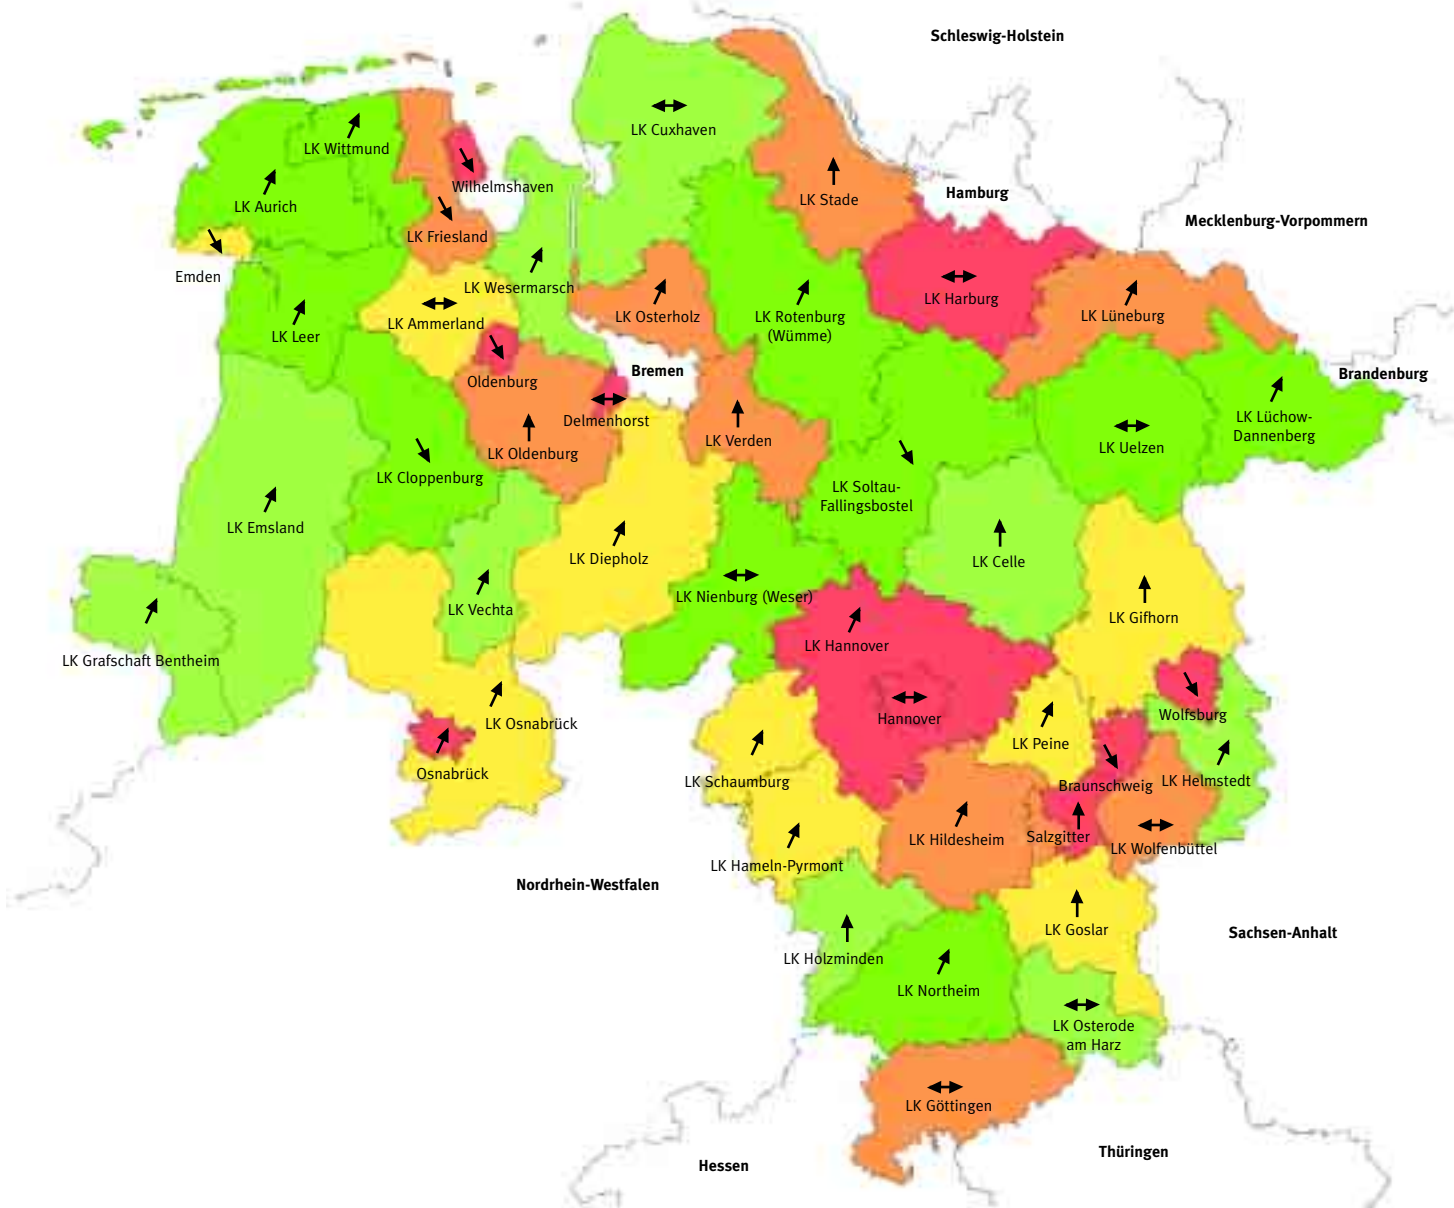 Schleswig-Holstein
LK Cuxhaven
LK Wittmund
Wilhelmshaven
LK Stade
Hamburg
LK Aurich
Mecklenburg-Vorpommern
LK Friesland
Emden
LK Wesermarsch
LK Harburg
LK Ammerland
LK Osterholz
LK Rotenburg
(Wümme)
LK Lüneburg
LK Leer
Bremen
Brandenburg
Oldenburg
Delmenhorst
LK Lüchow-
Dannenberg
LK Verden
LK Uelzen
LK Oldenburg
LK Cloppenburg
LK Soltau-
Fallingsbostel
LK Emsland
LK Diepholz
LK Celle
LK Nienburg (Weser)
LK Vechta
LK Gifhorn
LK Hannover
LK Grafschaft Bentheim
Wolfsburg
Hannover
LK Osnabrück
LK Peine
Osnabrück
LK Schaumburg
Braunschweig
LK Helmstedt
LK Hildesheim
Salzgitter
LK Wolfenbüttel
LK Hameln-Pyrmont
Nordrhein-Westfalen
LK Goslar
Sachsen-Anhalt
LK Holzminden
LK Northeim
LK Osterode
am Harz
LK Göttingen
Thüringen
Hessen